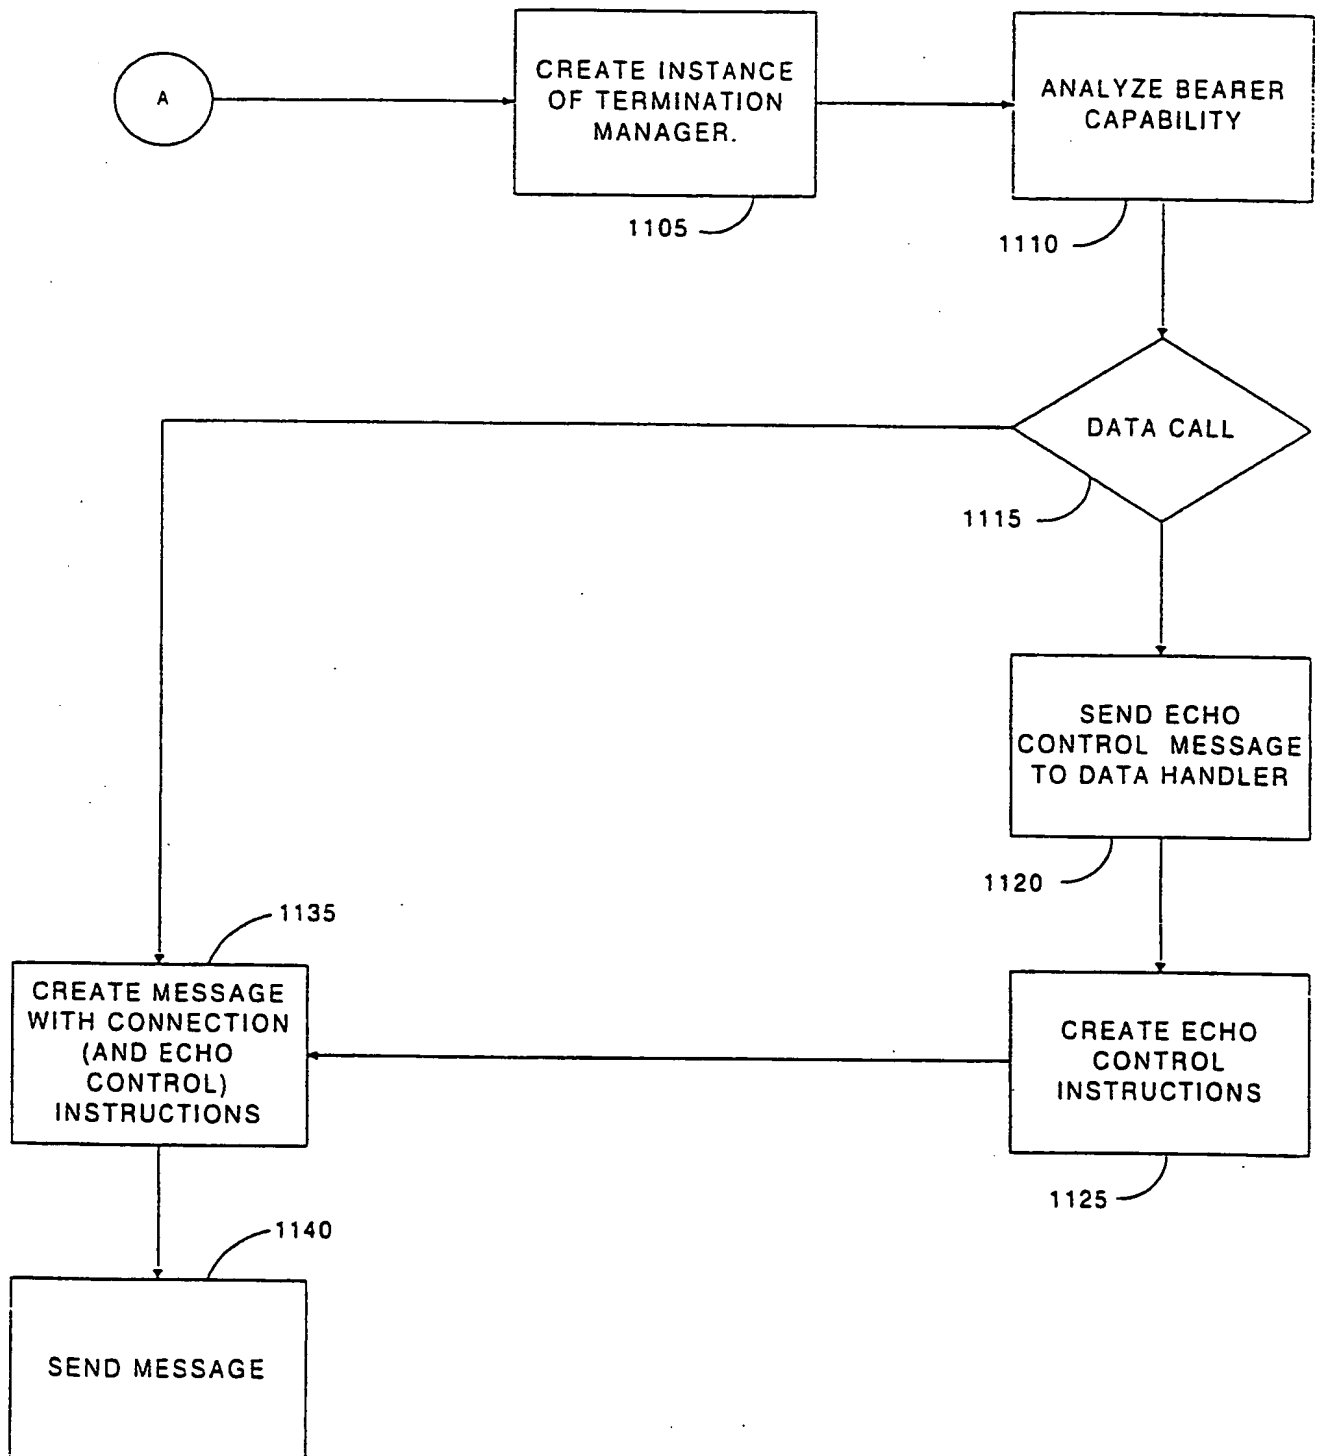 A
CREATE INSTANCE
OF TERMINATION
MANAGER.
1105
ANALYZE BEARER
CAPABILITY
1110
DATA CALL
1115
SEND ECHO
CONTROL MESSAGE
TO DATA HANDLER
1120
1135
CREATE MESSAGE
WITH CONNECTION
(AND ECHO
CONTROL)
INSTRUCTIONS
CREATE ECHO
CONTROL
INSTRUCTIONS
1125
1140
SEND MESSAGE